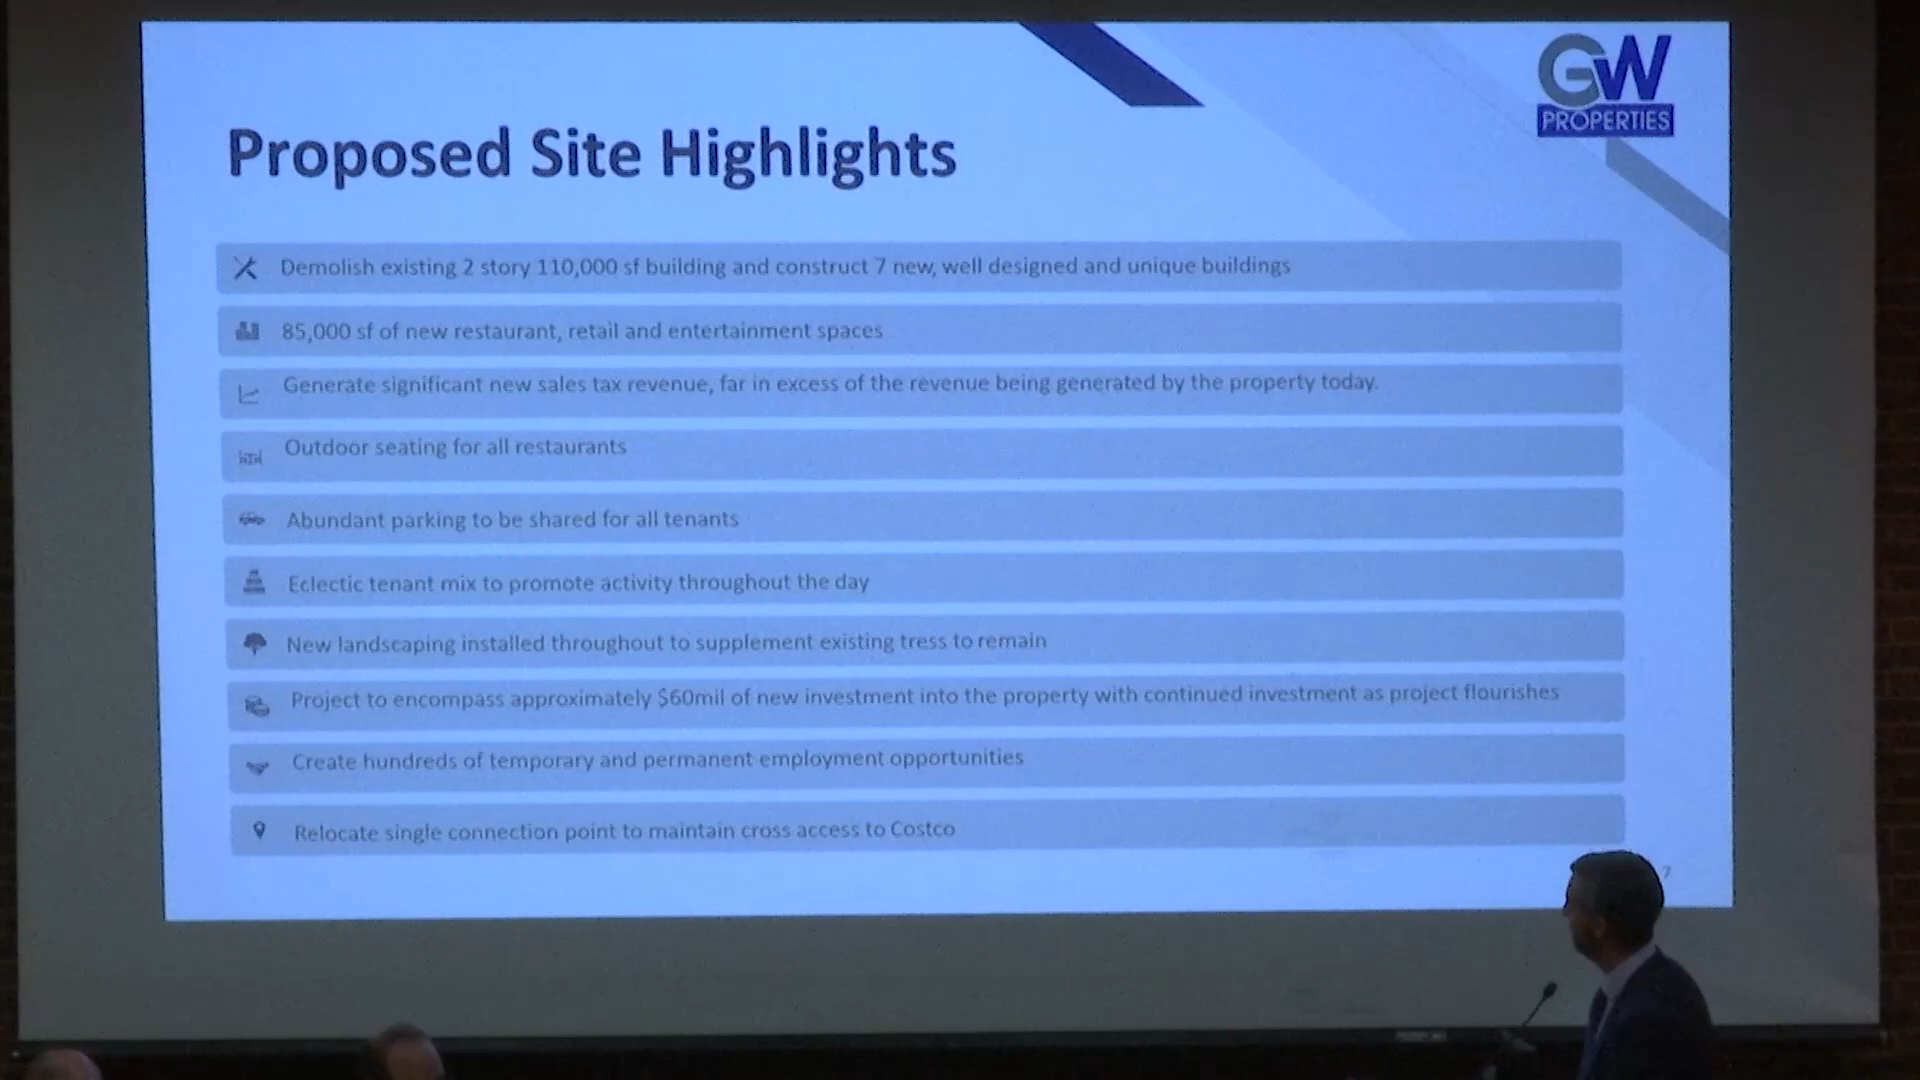 GW
PROPERTIES
Proposed Site Highlights
Demolish existing 2 story 110,000 sf building and construct 7 new, well designed and unique buildings
85,000 sf of new restaurant, retail and entertainment spaces
Generate significant new sales tax revenue, far in excess of the revenue being generated by the property today.
Outdoor seating for all restaurants
Abundant parking to be shared for all tenants
Eclectic tenant mix to promote activity throughout the day
New landscaping installed throughout to supplement existing tress to remain
Project to encompass approximately $60mil of new investment into the property with continued investment as project flourishes
Create hundreds of temporary and permanent employment opportunities
Relocate single connection point to maintain cross access to Costco
7